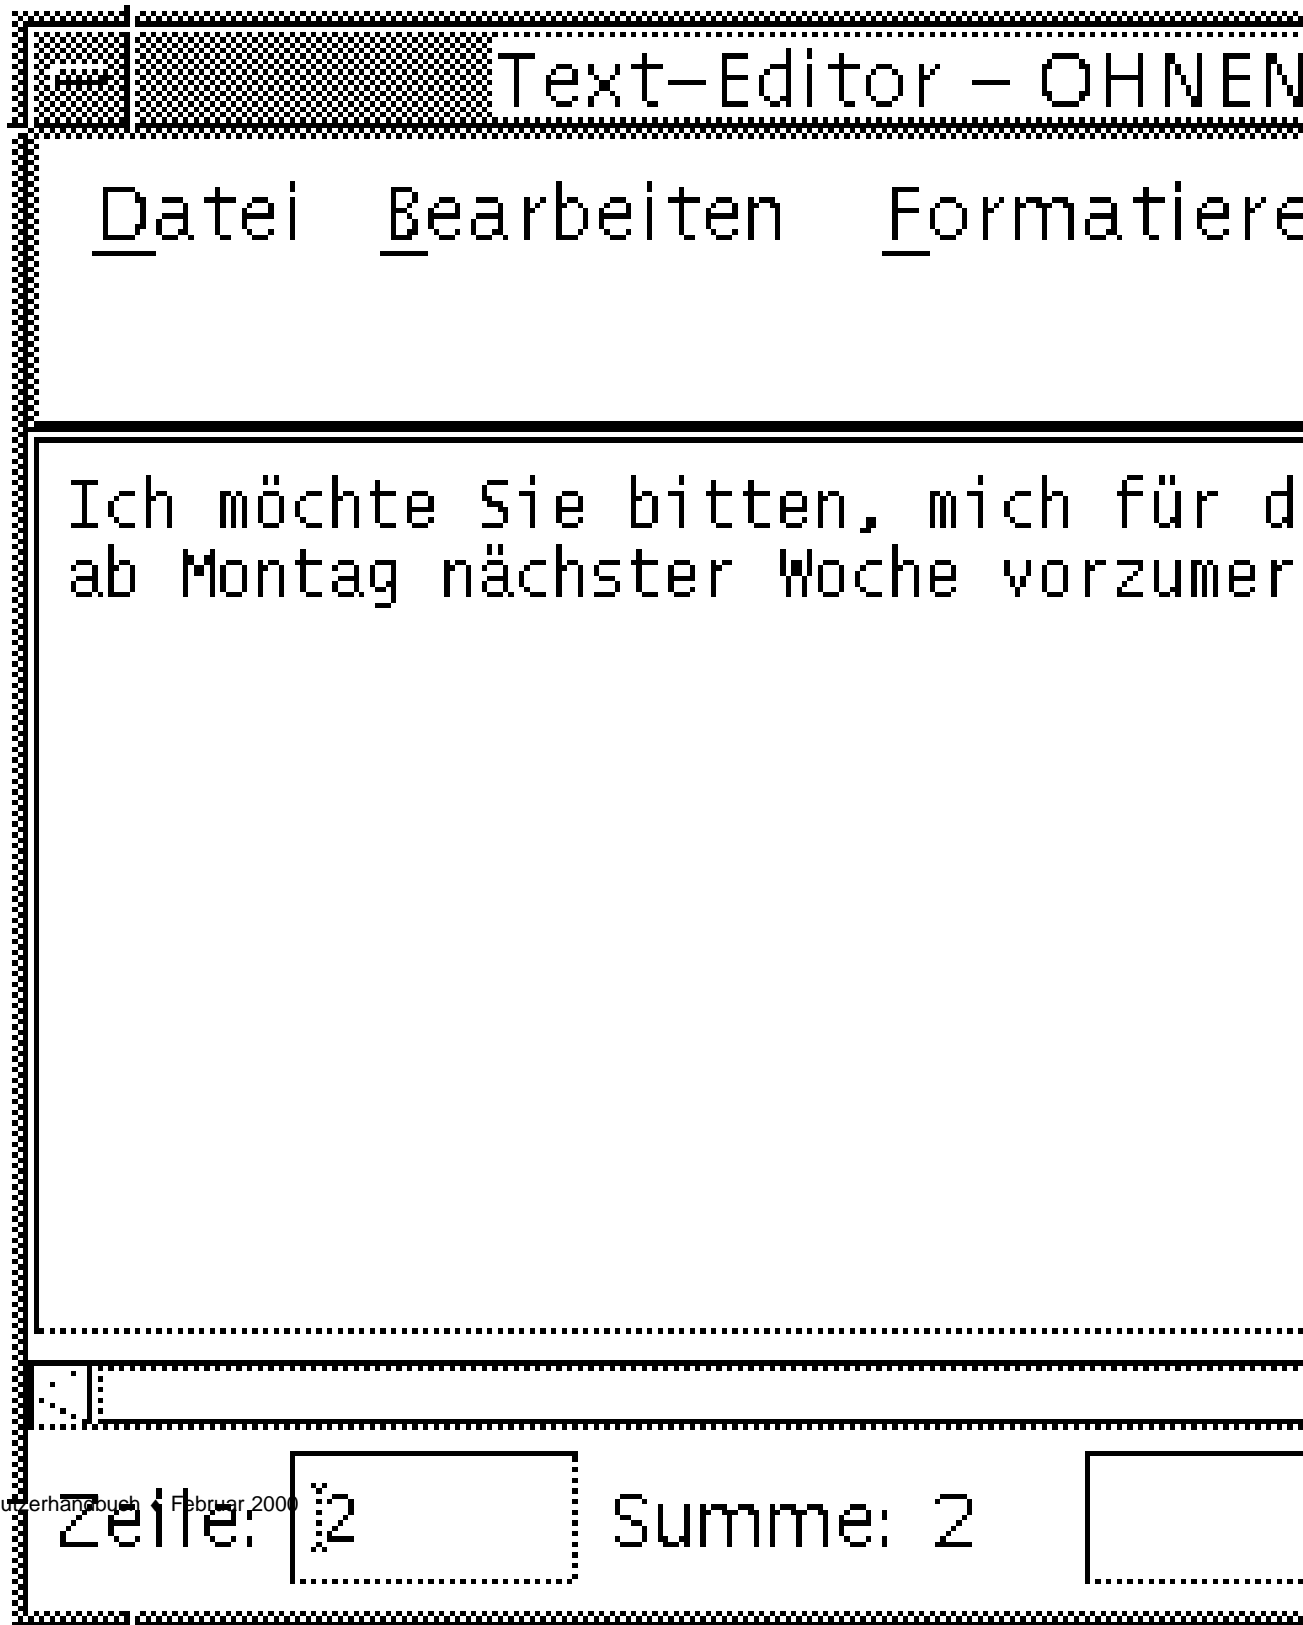 Text-Editor - OHNEN
Datei Bearbeiten Formatiere
Ich möchte Sie bitten, mich für d
ab Montag nächster Woche vorzumer
Zeile: 2 Summe: 2
utzerhandbuch ♦ Februar 2000